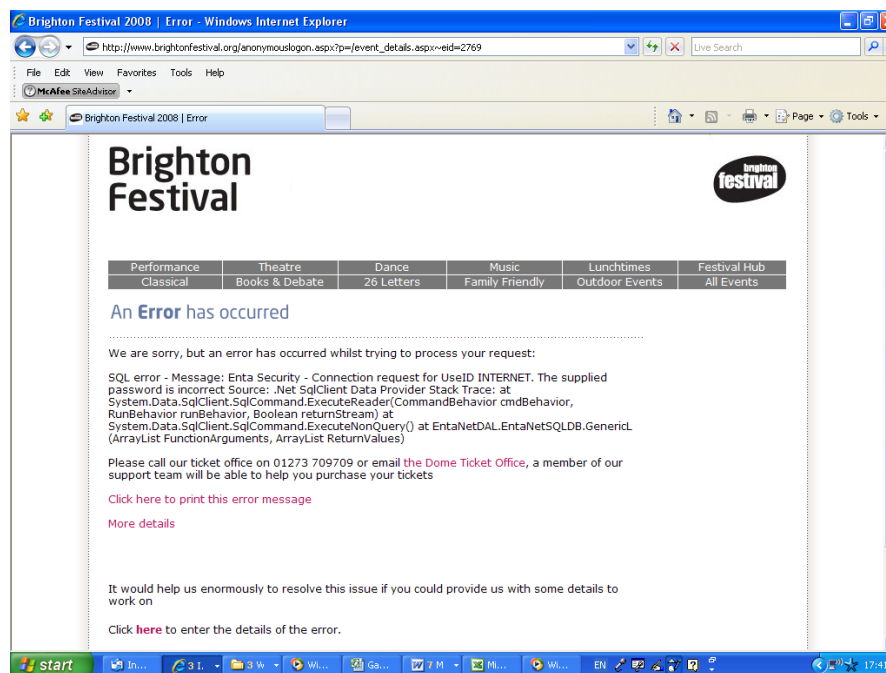 Brighton Festival 2008 | Error - Windows Internet Explorer
http://www.brightonfestival.org/anonymouslogon.aspx?p=/event_details.aspx~eid=2769
Live Search
File Edit View Favorites Tools Help
McAfee SiteAdvisor
Brighton Festival 2008 | Error
Page Tools
Brighton
Festival
brighton
festival
Performance Theatre Dance Music Lunchtimes Festival Hub
Classical Books & Debate 26 Letters Family Friendly Outdoor Events All Events
An Error has occurred
We are sorry, but an error has occurred whilst trying to process your request:
SQL error - Message: Enta Security - Connection request for UseID INTERNET. The supplied
password is incorrect Source: .Net SqlClient Data Provider Stack Trace: at
System.Data.SqlClient.SqlCommand.ExecuteReader(CommandBehavior cmdBehavior,
RunBehavior runBehavior, Boolean returnStream) at
System.Data.SqlClient.SqlCommand.ExecuteNonQuery() at EntaNetDAL.EntaNetSQLDB.GenericL
(ArrayList FunctionArguments, ArrayList ReturnValues)
Please call our ticket office on 01273 709709 or email the Dome Ticket Office, a member of our
support team will be able to help you purchase your tickets
Click here to print this error message
More details
It would help us enormously to resolve this issue if you could provide us with some details to
work on
Click here to enter the details of the error.
start In... 3 I. 3 W Wi... Ga... 7 M Mi... Wi... EN 17:41